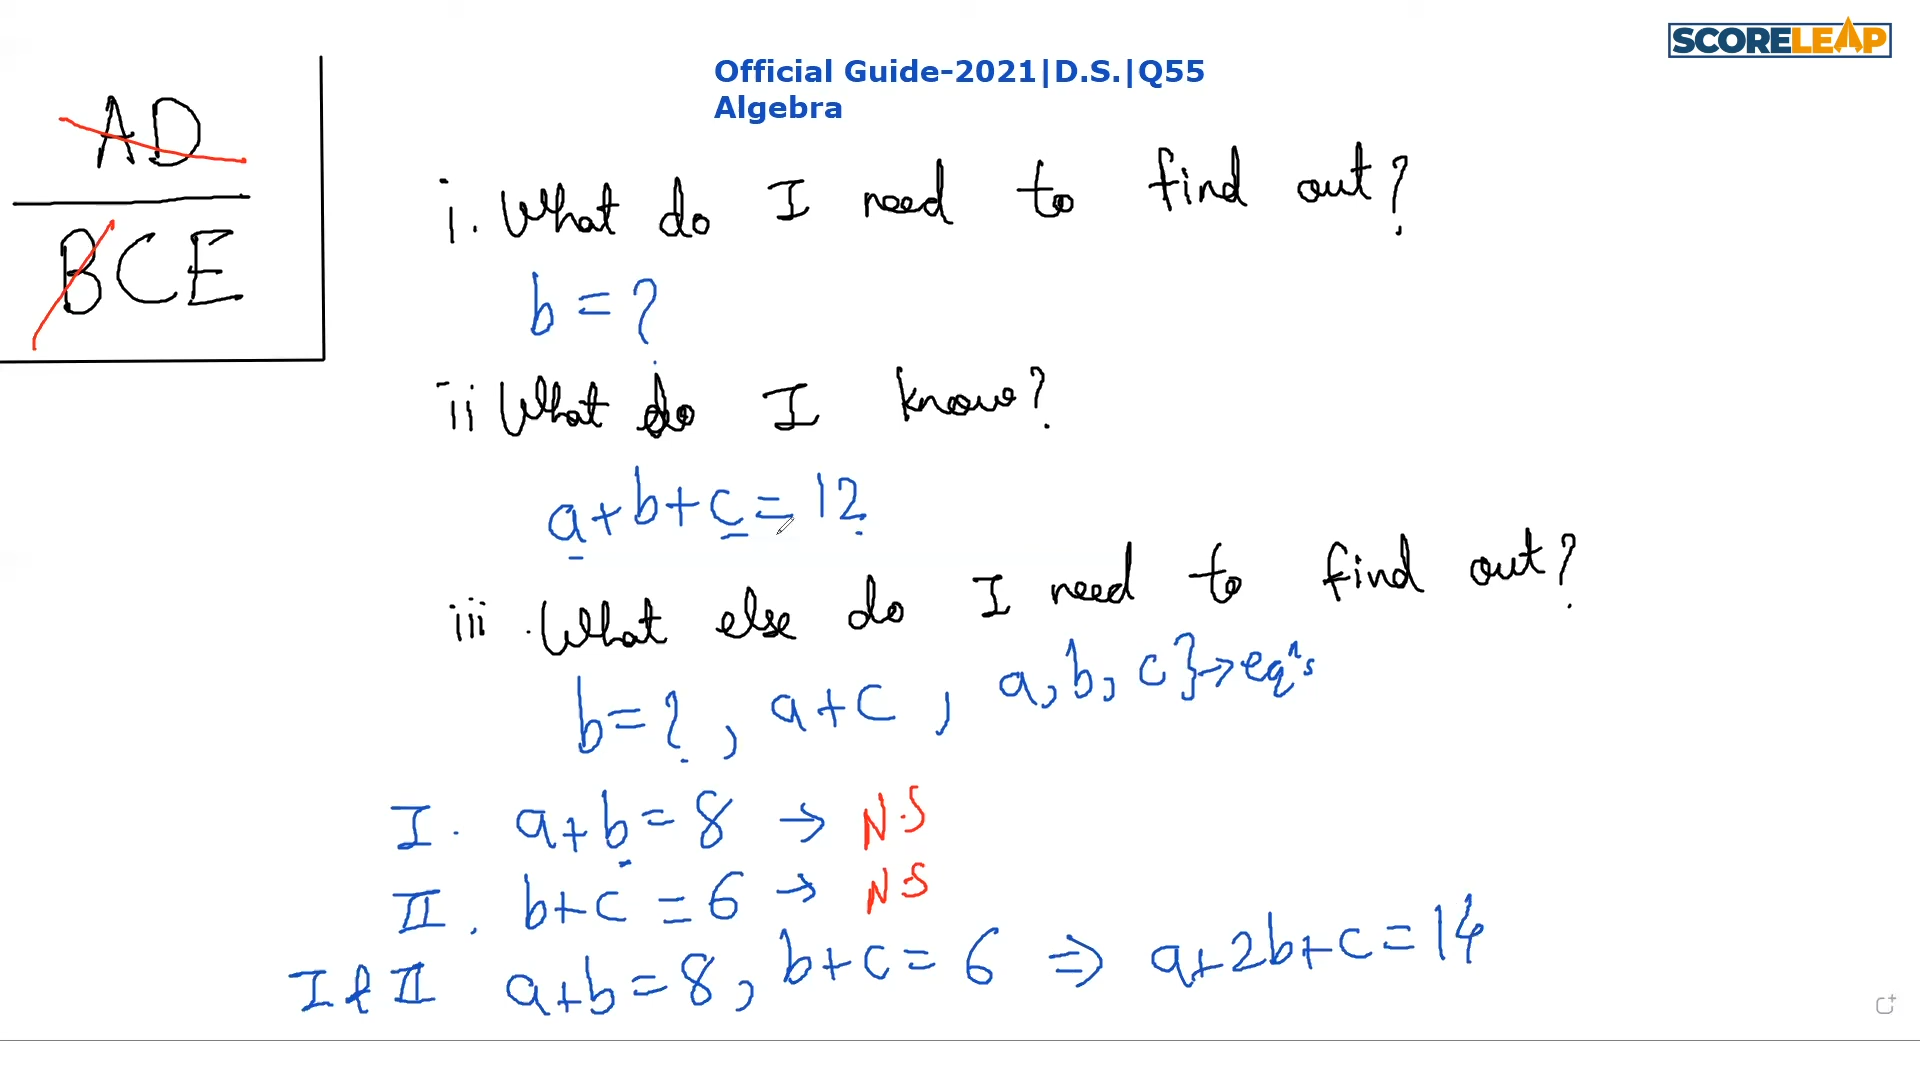 SCORELEAP
Official Guide-2021|D.S.|Q55
Algebra
AD
BCE
i. What do I need to find out?
b = ?
ii What do I know?
a+b+c = 12
iii. What else do I need to find out?
b = ?, a+c, a, b, c} → eqⁿs
I. a+b = 8 → N.S
II. b+c = 6 → N.S
I & II a+b = 8, b+c = 6 ⇒ a+2b+c = 14